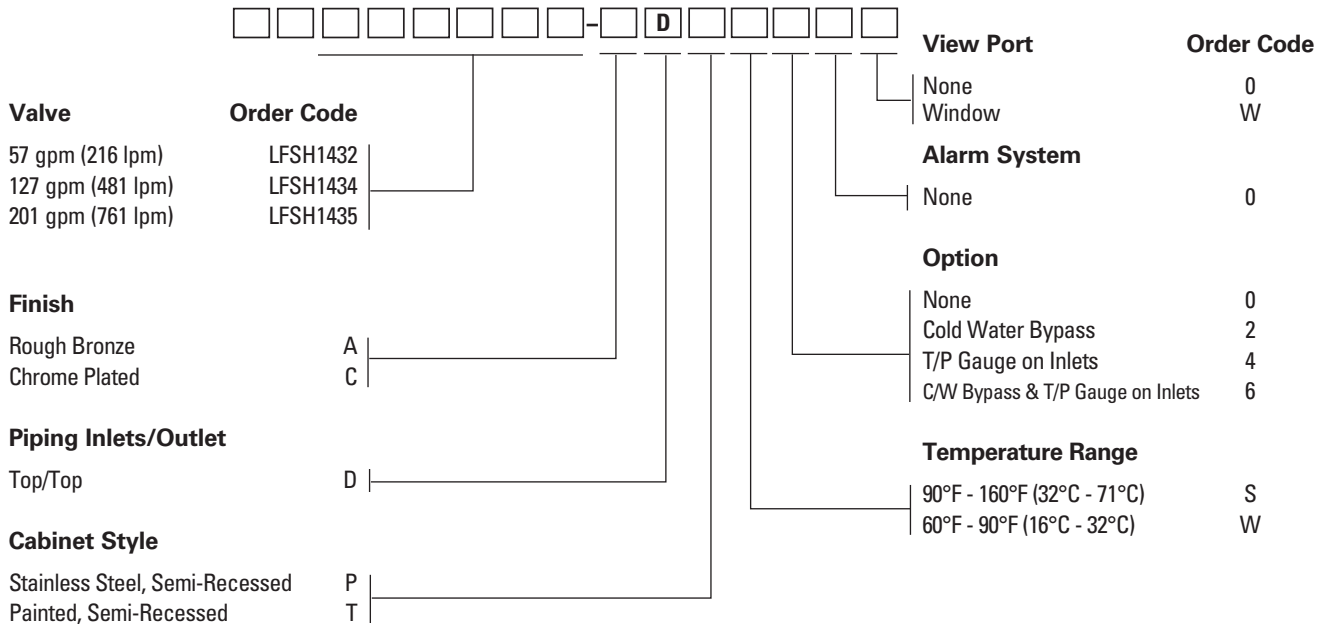 – D
Valve Order Code
57 gpm (216 lpm) LFSH1432
127 gpm (481 lpm) LFSH1434
201 gpm (761 lpm) LFSH1435
Finish
Rough Bronze A
Chrome Plated C
Piping Inlets/Outlet
Top/Top D
Cabinet Style
Stainless Steel, Semi-Recessed P
Painted, Semi-Recessed T
View Port Order Code
None 0
Window W
Alarm System
None 0
Option
None 0
Cold Water Bypass 2
T/P Gauge on Inlets 4
C/W Bypass & T/P Gauge on Inlets 6
Temperature Range
90°F - 160°F (32°C - 71°C) S
60°F - 90°F (16°C - 32°C) W